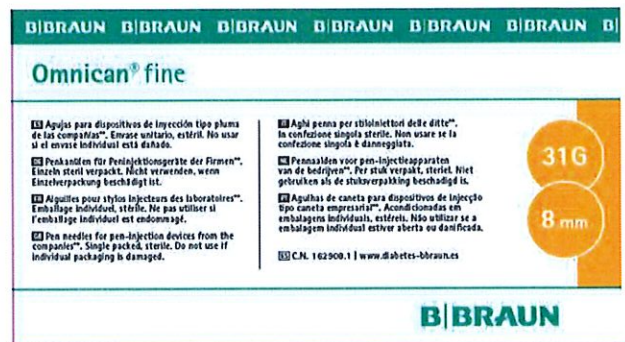 B|BRAUN B|BRAUN B|BRAUN B|BRAUN B|BRAUN B|BRAUN B|
Omnican® fine
ES Agujas para dispositivos de inyección tipo pluma
de las compañías**. Envase unitario, estéril. No usar
si el envase individual está dañado.
DE Penkanülen für Peninjektionsgeräte der Firmen**.
Einzeln steril verpackt. Nicht verwenden, wenn
Einzelverpackung beschädigt ist.
FR Aiguilles pour stylos injecteurs des laboratoires**.
Emballage individuel, stérile. Ne pas utiliser si
l'emballage individuel est endommagé.
GB Pen needles for pen-injection devices from the
companies**. Single packed, sterile. Do not use if
individual packaging is damaged.
IT Aghi penna per stiloiniettori delle ditte**.
In confezione singola sterile. Non usare se la
confezione singola è danneggiata.
NL Pennaalden voor pen-injectieapparaten
van de bedrijven**. Per stuk verpakt, steriel. Niet
gebruiken als de stuksverpakking beschadigd is.
PT Agulhas de caneta para dispositivos de injecção
tipo caneta empresarial**. Acondicionadas em
embalagens individuais, estéreis. Não utilizar se a
embalagem individual estiver aberta ou danificada.
ES C.N. 162908.1 | www.diabetes-bbraun.es
31G
8 mm
B|BRAUN